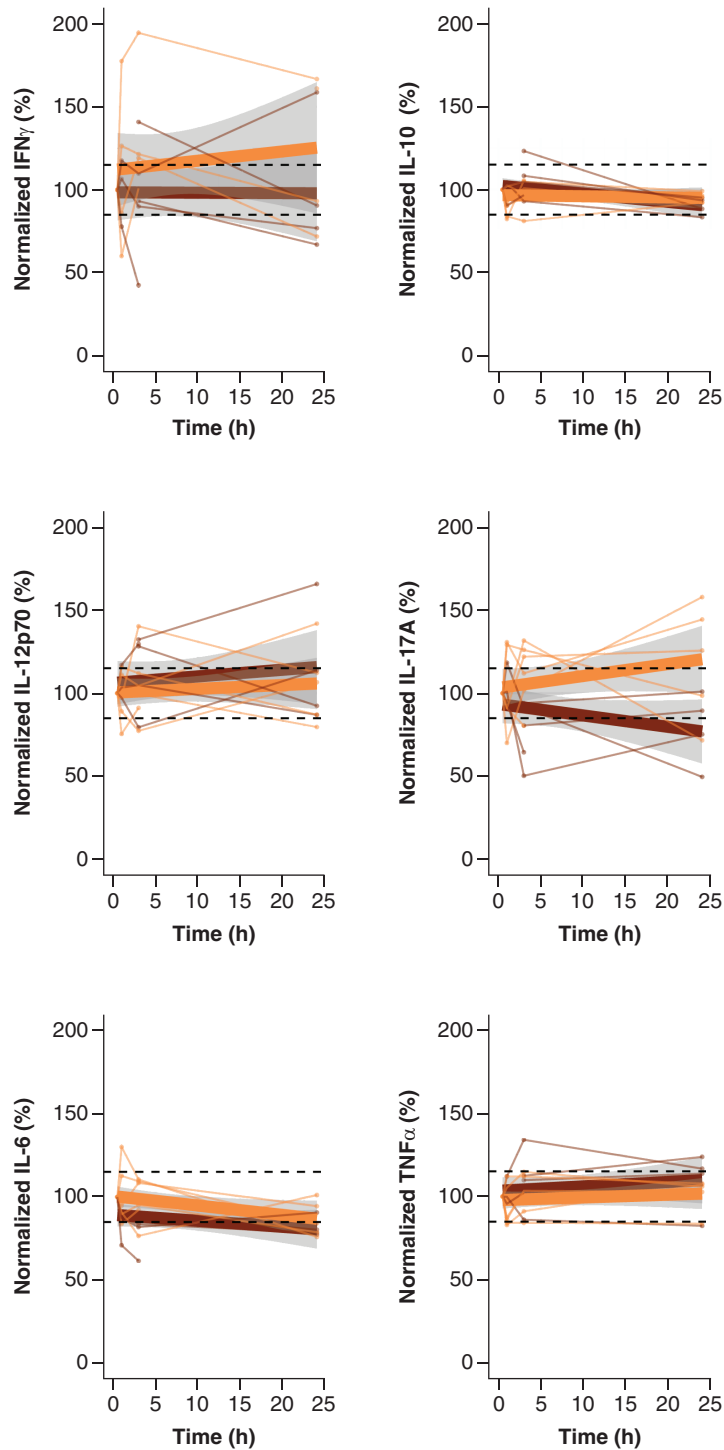 Normalized IFNγ (%)
200
150
100
50
0
0 5 10 15 20 25
Time (h)
Normalized IL-10 (%)
200
150
100
50
0
0 5 10 15 20 25
Time (h)
Normalized IL-12p70 (%)
200
150
100
50
0
0 5 10 15 20 25
Time (h)
Normalized IL-17A (%)
200
150
100
50
0
0 5 10 15 20 25
Time (h)
Normalized IL-6 (%)
200
150
100
50
0
0 5 10 15 20 25
Time (h)
Normalized TNFα (%)
200
150
100
50
0
0 5 10 15 20 25
Time (h)